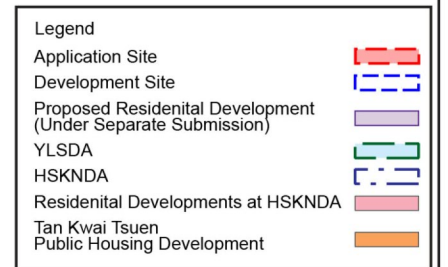 Legend
Application Site
Development Site
Proposed Residenital Development
(Under Separate Submission)
YLSDA
HSKNDA
Residenital Developments at HSKNDA
Tan Kwai Tsuen
Public Housing Development